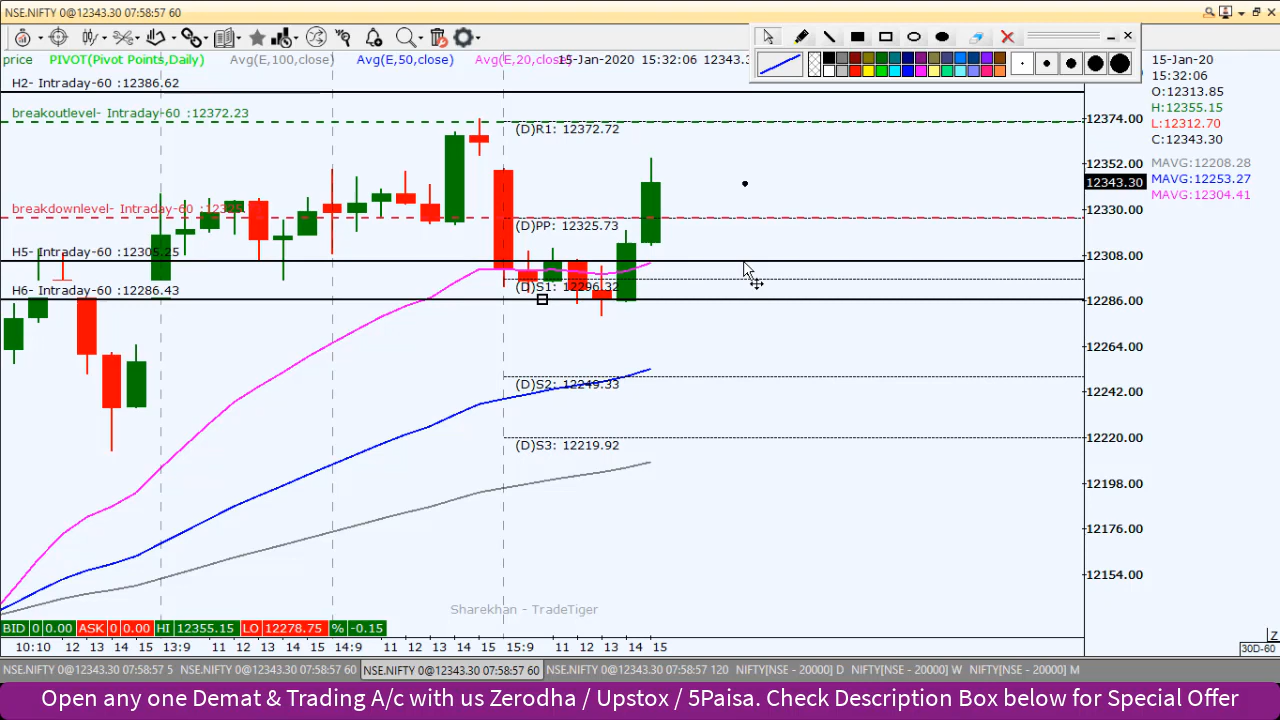 NSE.NIFTY 0@12343.30 07:58:57 60
price PIVOT(Pivot Points,Daily) Avg(E,100,close) Avg(E,50,close) Avg(E,20,close) 15-Jan-2020 15:32:06 12343.3
15-Jan-20
15:32:06
O:12313.85
H:12355.15
L:12312.70
C:12343.30
MAVG:12208.28
MAVG:12253.27
MAVG:12304.41
H2- Intraday-60 :12386.62
breakoutlevel- Intraday-60 :12372.23
(D)R1: 12372.72
breakdownlevel- Intraday-60
(D)PP: 12325.73
H5- Intraday-60 :12305.25
(D)S1: 12296.32
H6- Intraday-60 :12286.43
(D)S2: 12249.33
(D)S3: 12219.92
12374.00
12352.00
12343.30
12330.00
12308.00
12286.00
12264.00
12242.00
12220.00
12198.00
12176.00
12154.00
Sharekhan - TradeTiger
BID 0 0.00 ASK 0 0.00 HI 12355.15 LO 12278.75 % -0.15
10:10 12 13 14 15 13:9 11 12 13 14 15 14:9 11 12 13 14 15 15:9 11 12 13 14 15
Z
30D-60
NSE.NIFTY 0@12343.30 07:58:57 5 NSE.NIFTY 0@12343.30 07:58:57 60 NSE.NIFTY 0@12343.30 07:58:57 60 NSE.NIFTY 0@12343.30 07:58:57 120 NIFTY[NSE - 20000] D NIFTY[NSE - 20000] W NIFTY[NSE - 20000] M
Open any one Demat & Trading A/c with us Zerodha / Upstox / 5Paisa. Check Description Box below for Special Offer